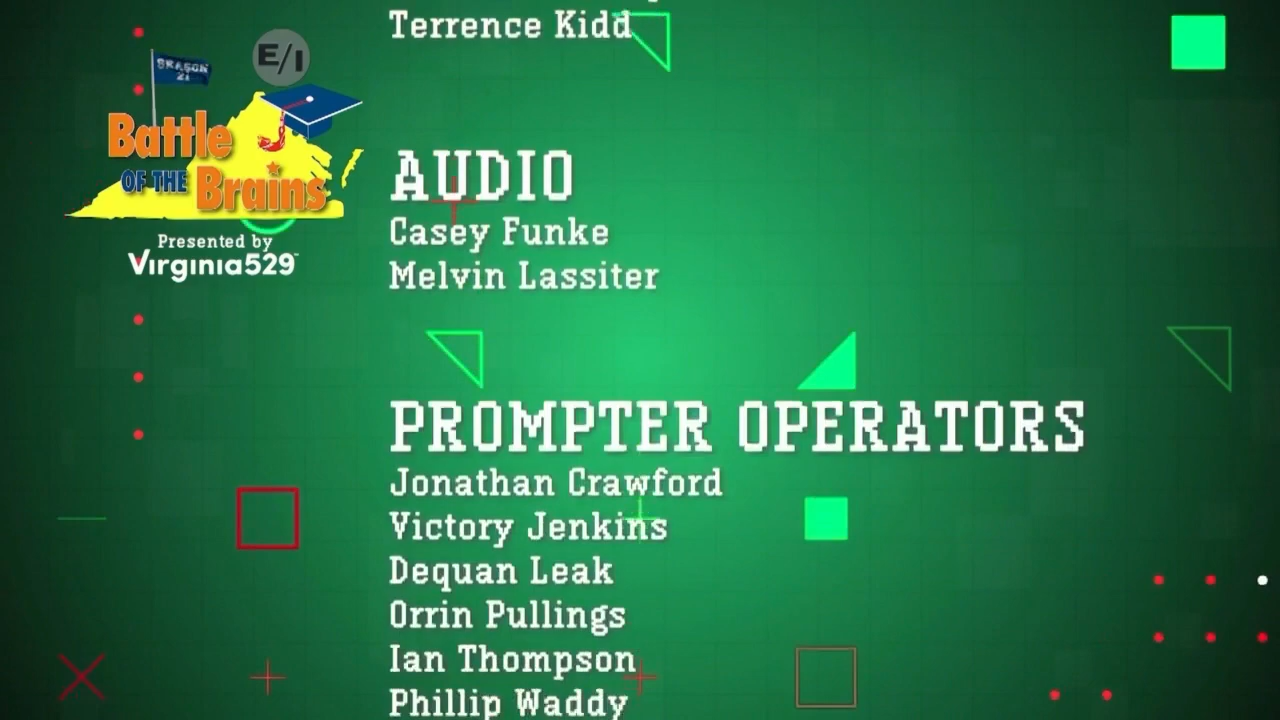 Terrence Kidd
E/I
SEASON
21
Battle
OF THE
Brains
Presented by
Virginia529
AUDIO
Casey Funke
Melvin Lassiter
PROMPTER OPERATORS
Jonathan Crawford
Victory Jenkins
Dequan Leak
Orrin Pullings
Ian Thompson
Phillip Waddy